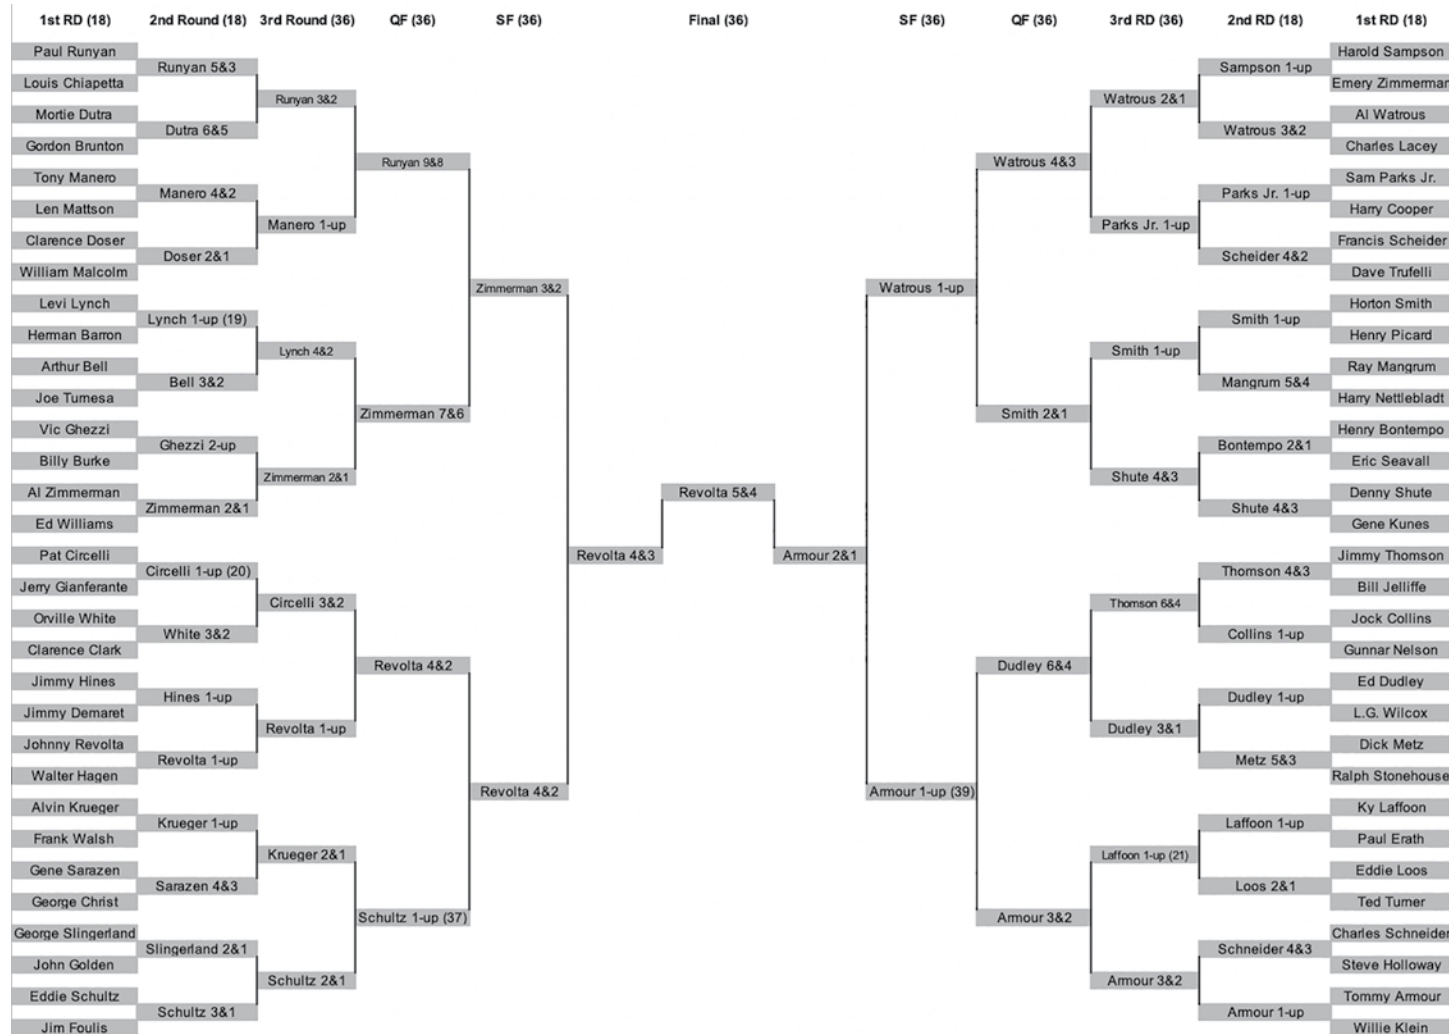 1st RD (18) 2nd Round (18) 3rd Round (36) QF (36) SF (36) Final (36) SF (36) QF (36) 3rd RD (36) 2nd RD (18) 1st RD (18)
Paul Runyan
Louis Chiapetta
Mortie Dutra
Gordon Brunton
Tony Manero
Len Mattson
Clarence Doser
William Malcolm
Levi Lynch
Herman Barron
Arthur Bell
Joe Turnesa
Vic Ghezzi
Billy Burke
Al Zimmerman
Ed Williams
Pat Circelli
Jerry Gianferante
Orville White
Clarence Clark
Jimmy Hines
Jimmy Demaret
Johnny Revolta
Walter Hagen
Alvin Krueger
Frank Walsh
Gene Sarazen
George Christ
George Slingerland
John Golden
Eddie Schultz
Jim Foulis
Runyan 5&3
Dutra 6&5
Manero 4&2
Doser 2&1
Lynch 1-up (19)
Bell 3&2
Ghezzi 2-up
Zimmerman 2&1
Circelli 1-up (20)
White 3&2
Hines 1-up
Revolta 1-up
Krueger 1-up
Sarazen 4&3
Slingerland 2&1
Schultz 3&1
Runyan 3&2
Manero 1-up
Lynch 4&2
Zimmerman 2&1
Circelli 3&2
Revolta 1-up
Krueger 2&1
Schultz 2&1
Runyan 9&8
Zimmerman 7&6
Revolta 4&2
Schultz 1-up (37)
Zimmerman 3&2
Revolta 4&2
Revolta 4&3
Revolta 5&4
Armour 2&1
Watrous 1-up
Armour 1-up (39)
Watrous 4&3
Smith 2&1
Dudley 6&4
Armour 3&2
Watrous 2&1
Parks Jr. 1-up
Smith 1-up
Shute 4&3
Thomson 6&4
Dudley 3&1
Laffoon 1-up (21)
Armour 3&2
Sampson 1-up
Watrous 3&2
Parks Jr. 1-up
Scheider 4&2
Smith 1-up
Mangrum 5&4
Bontempo 2&1
Shute 4&3
Thomson 4&3
Collins 1-up
Dudley 1-up
Metz 5&3
Laffoon 1-up
Loos 2&1
Schneider 4&3
Armour 1-up
Harold Sampson
Emery Zimmerman
Al Watrous
Charles Lacey
Sam Parks Jr.
Harry Cooper
Francis Scheider
Dave Trufelli
Horton Smith
Henry Picard
Ray Mangrum
Harry Nettlebladt
Henry Bontempo
Eric Seavall
Denny Shute
Gene Kunes
Jimmy Thomson
Bill Jelliffe
Jock Collins
Gunnar Nelson
Ed Dudley
L.G. Wilcox
Dick Metz
Ralph Stonehouse
Ky Laffoon
Paul Erath
Eddie Loos
Ted Turner
Charles Schneider
Steve Holloway
Tommy Armour
Willie Klein